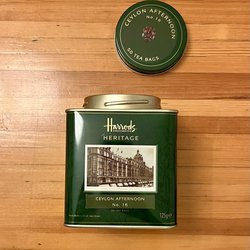 CEYLON AFTERNOON
No. 16
50 TEA BAGS
Harrods
HERITAGE
CEYLON AFTERNOON
No. 16
125g e